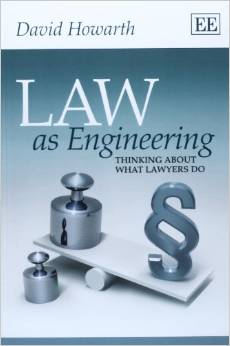 David Howarth
EE
LAW
as Engineering
THINKING ABOUT
WHAT LAWYERS DO
§